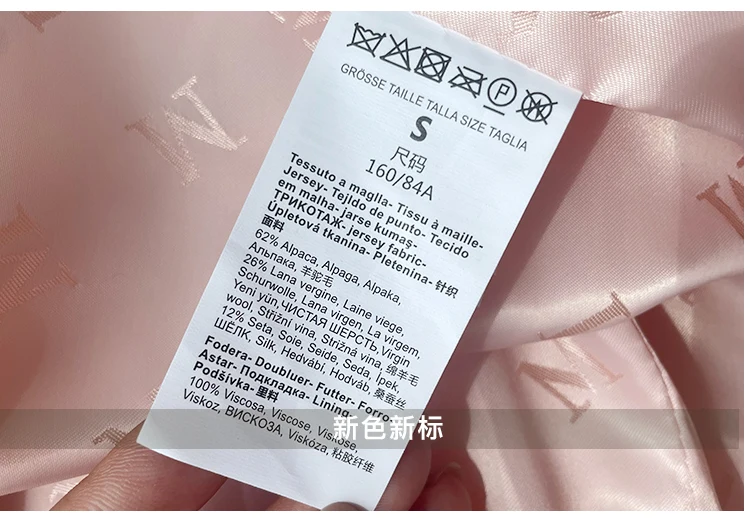 GRÖSSE TAILLE TALLA SIZE TAGLIA
S
尺码
160/84A
Tessuto a maglia- Tissu à maille-
Jersey- Tejido de punto- Tecido
em malha- jarse kumaş-
ТРИКОТАЖ- jersey fabric-
Úpletová tkanina- Pletenina- 针织
面料
62% Alpaca, Alpaga, Alpaka,
Альпака, 羊驼毛
26% Lana vergine, Laine viege,
Schurwolle, Lana virgen, La virgem,
Yeni yün, ЧИСТАЯ ШЕРСТЬ, Virgin
wool, Střižní vina, Strižná vina, 绵羊毛
12% Seta, Soie, Seide, Seda, İpek,
ШЁЛК, Silk, Hedvábí, Hodváb, 桑蚕丝
Fodera- Doubluer- Futter- Forro-
Astar- Подкладка- Lining-
Podšívka- 里料
100% Viscosa, Viscose, Viskose,
Viskoz, ВИСКОЗА, Viskóza, 粘胶纤维
新色新标
M
M
M
M
M
P